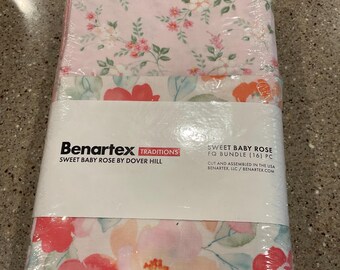 Benartex TRADITIONS
SWEET BABY ROSE BY DOVER HILL
SWEET BABY ROSE
FQ BUNDLE (16) PC
CUT AND ASSEMBLED IN THE USA
BENARTEX, LLC / BENARTEX.COM